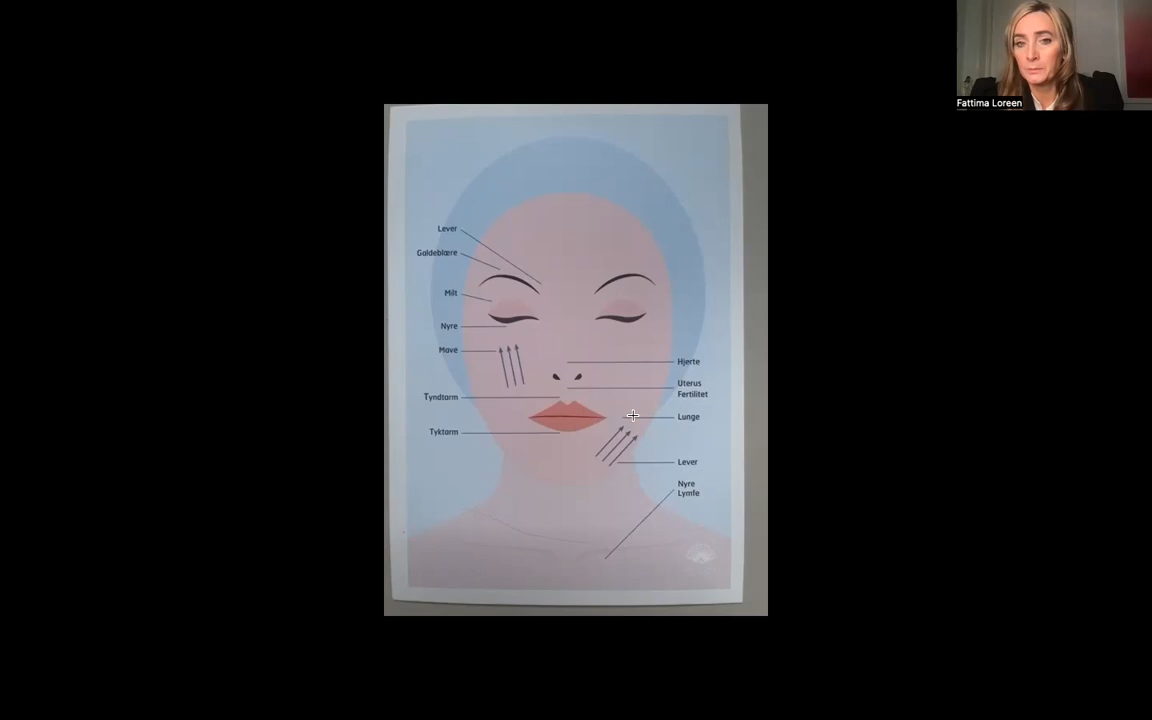 Fattima Loreen
Lever
Galdeblære
Milt
Nyre
Mave
Tyndtarm
Tyktarm
Hjerte
Uterus
Fertilitet
Lunge
Lever
Nyre
Lymfe